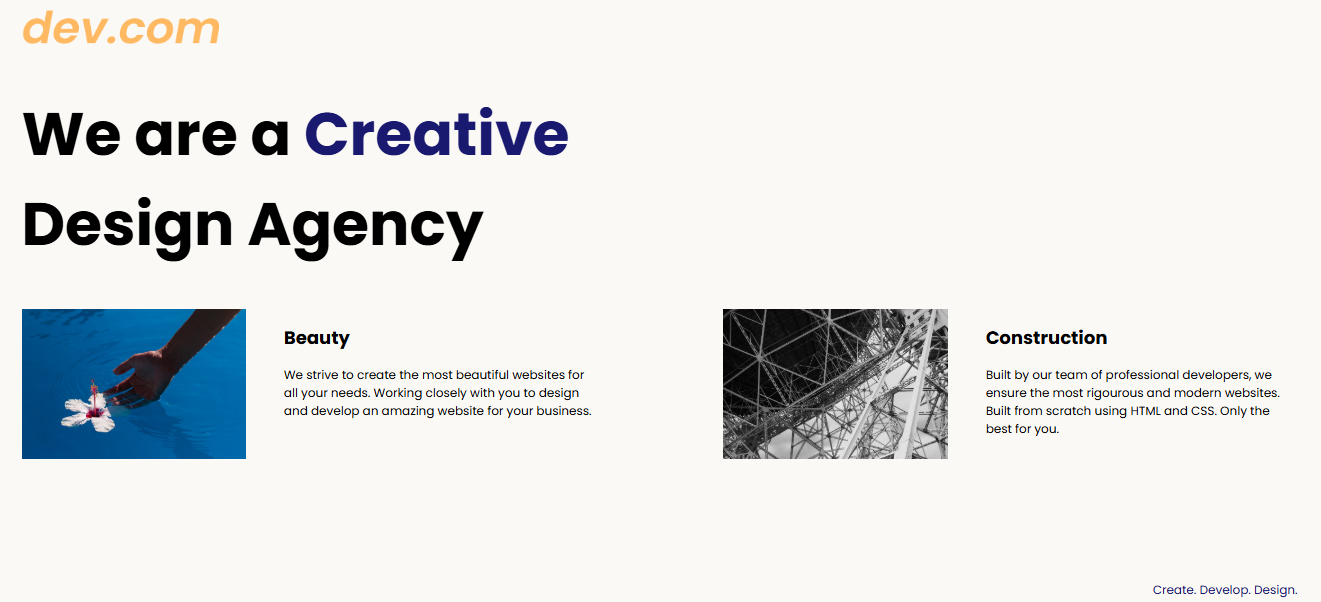 dev.com
We are a Creative
Design Agency
Beauty
We strive to create the most beautiful websites for
all your needs. Working closely with you to design
and develop an amazing website for your business.
Construction
Built by our team of professional developers, we
ensure the most rigourous and modern websites.
Built from scratch using HTML and CSS. Only the
best for you.
Create. Develop. Design.